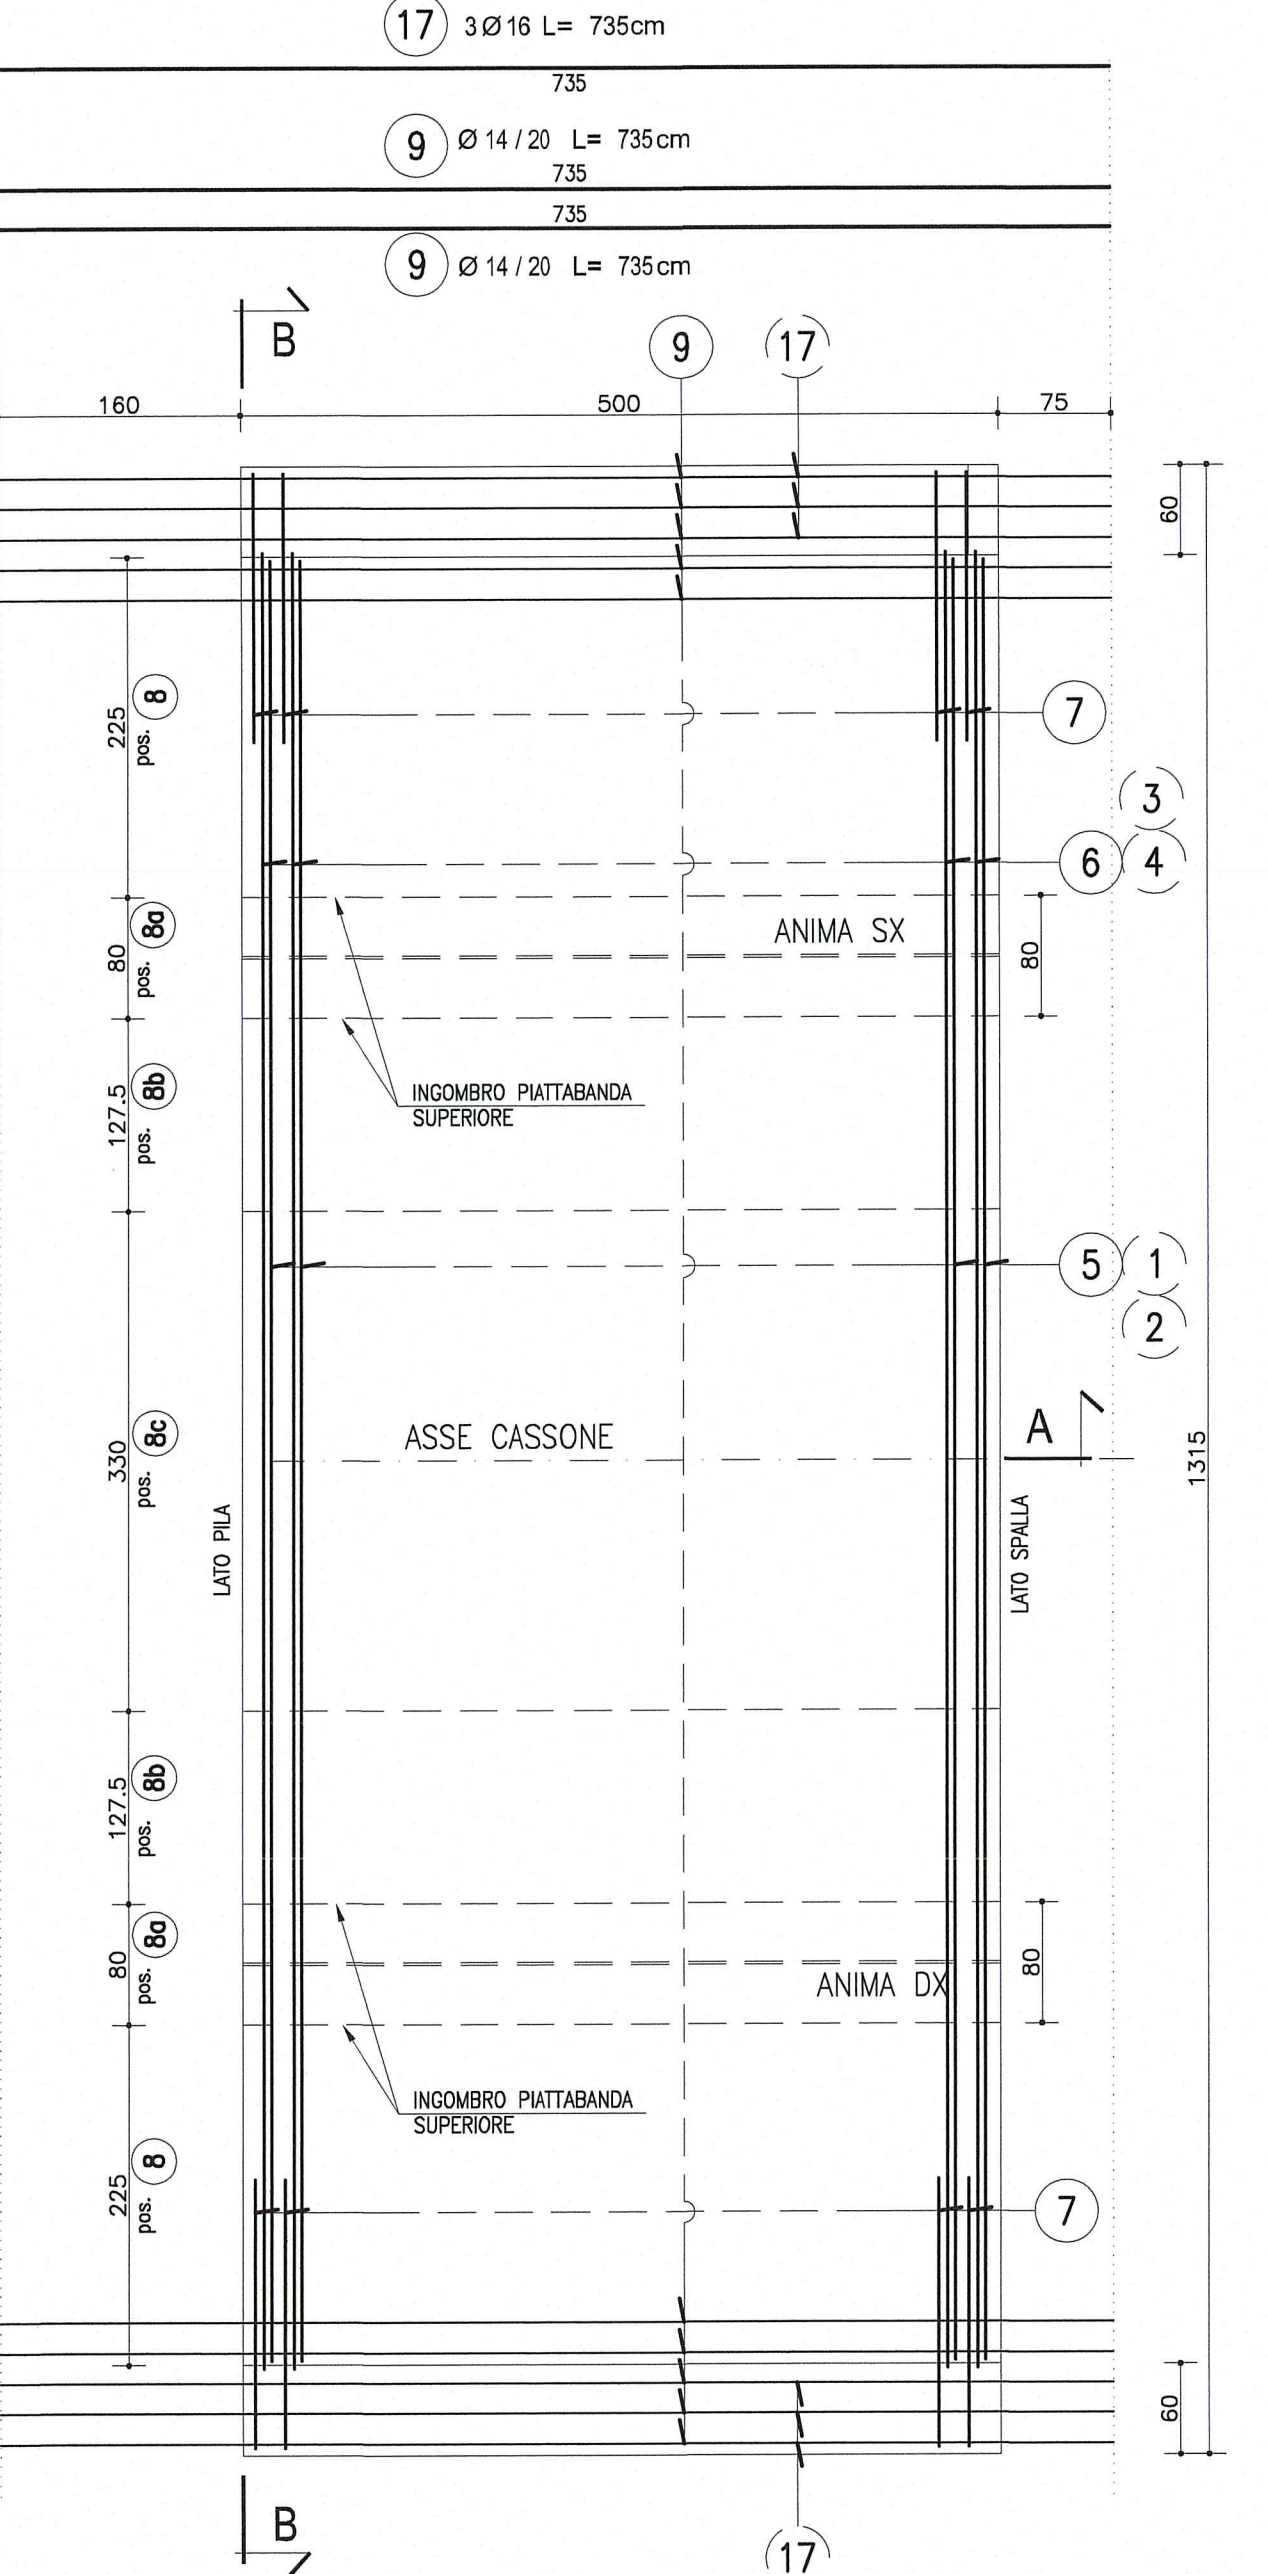 17 3Ø16 L= 735cm
735
9 Ø 14 / 20 L= 735cm
735
735
9 Ø 14 / 20 L= 735cm
B
9 17
160 500 75
60
225
pos. 8
7
3
6 4
80
pos. 8a
ANIMA SX
80
127.5
pos. 8b
INGOMBRO PIATTABANDA
SUPERIORE
5 1
2
330
pos. 8c
ASSE CASSONE
A
1315
LATO PILA
LATO SPALLA
127.5
pos. 8b
80
pos. 8a
80
ANIMA DX
INGOMBRO PIATTABANDA
SUPERIORE
225
pos. 8
7
60
B
17